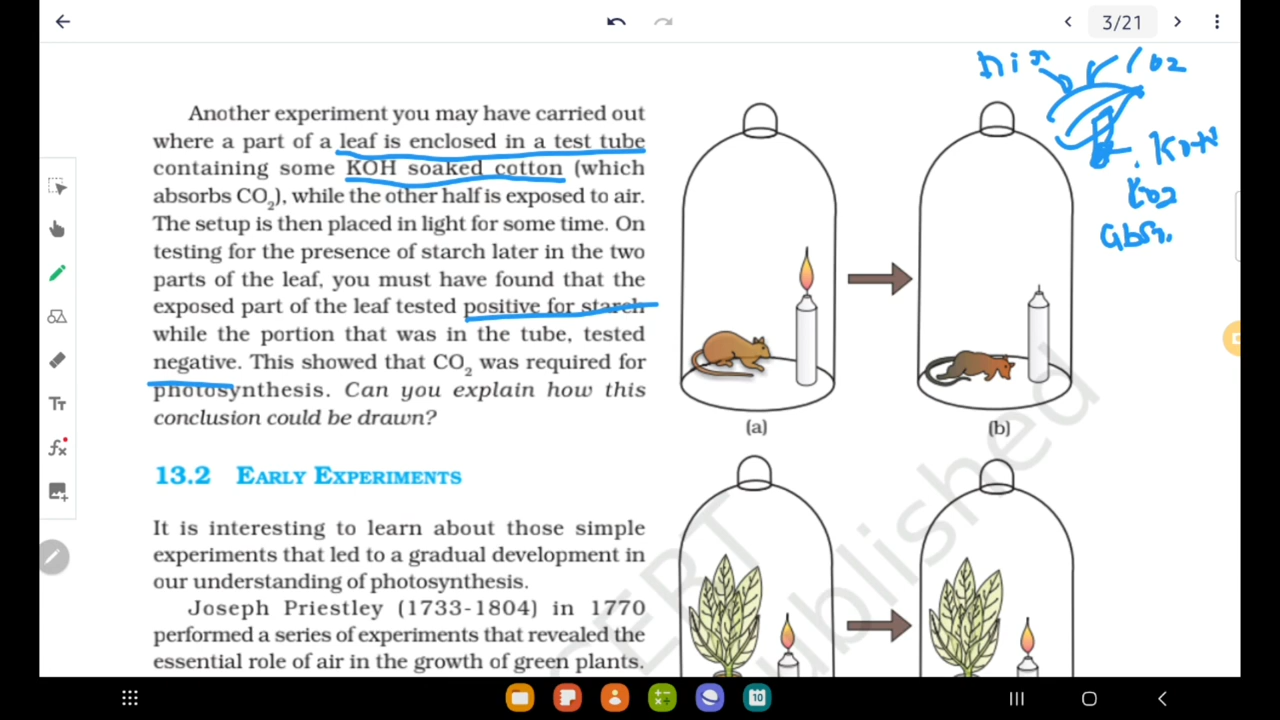 3/21
Another experiment you may have carried out
where a part of a leaf is enclosed in a test tube
containing some KOH soaked cotton (which
absorbs CO₂), while the other half is exposed to air.
The setup is then placed in light for some time. On
testing for the presence of starch later in the two
parts of the leaf, you must have found that the
exposed part of the leaf tested positive for starch
while the portion that was in the tube, tested
negative. This showed that CO₂ was required for
photosynthesis. Can you explain how this
conclusion could be drawn?
13.2 EARLY EXPERIMENTS
It is interesting to learn about those simple
experiments that led to a gradual development in
our understanding of photosynthesis.
Joseph Priestley (1733-1804) in 1770
performed a series of experiments that revealed the
essential role of air in the growth of green plants.
KOH
(a)
(b)
Tт
fx
10